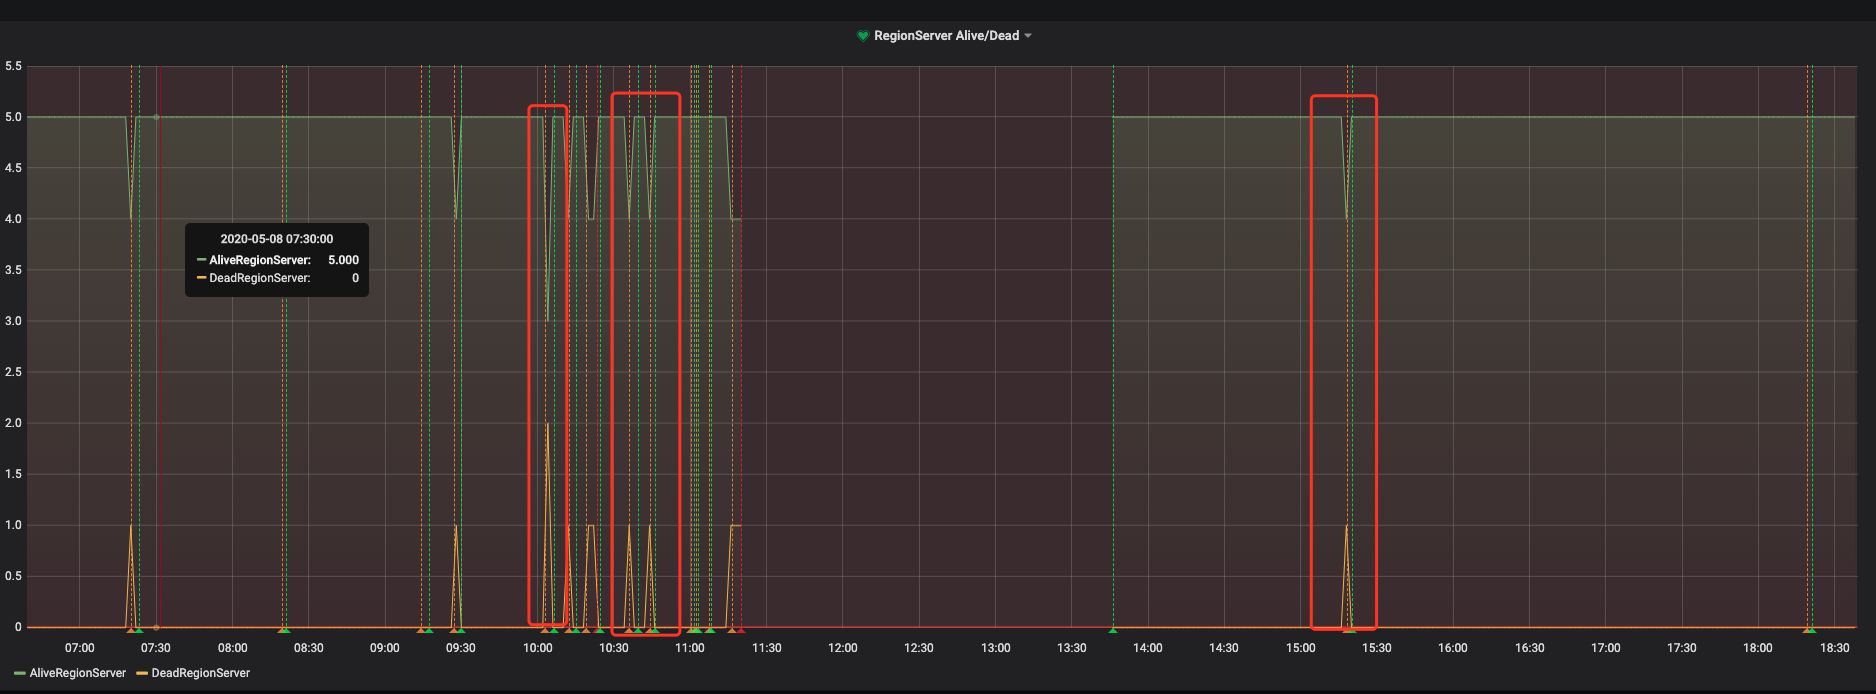 RegionServer Alive/Dead
5.5
5.0
4.5
4.0
3.5
3.0
2.5
2.0
1.5
1.0
0.5
0
2020-05-08 07:30:00
AliveRegionServer: 5.000
DeadRegionServer: 0
07:00 07:30 08:00 08:30 09:00 09:30 10:00 10:30 11:00 11:30 12:00 12:30 13:00 13:30 14:00 14:30 15:00 15:30 16:00 16:30 17:00 17:30 18:00 18:30
AliveRegionServer DeadRegionServer